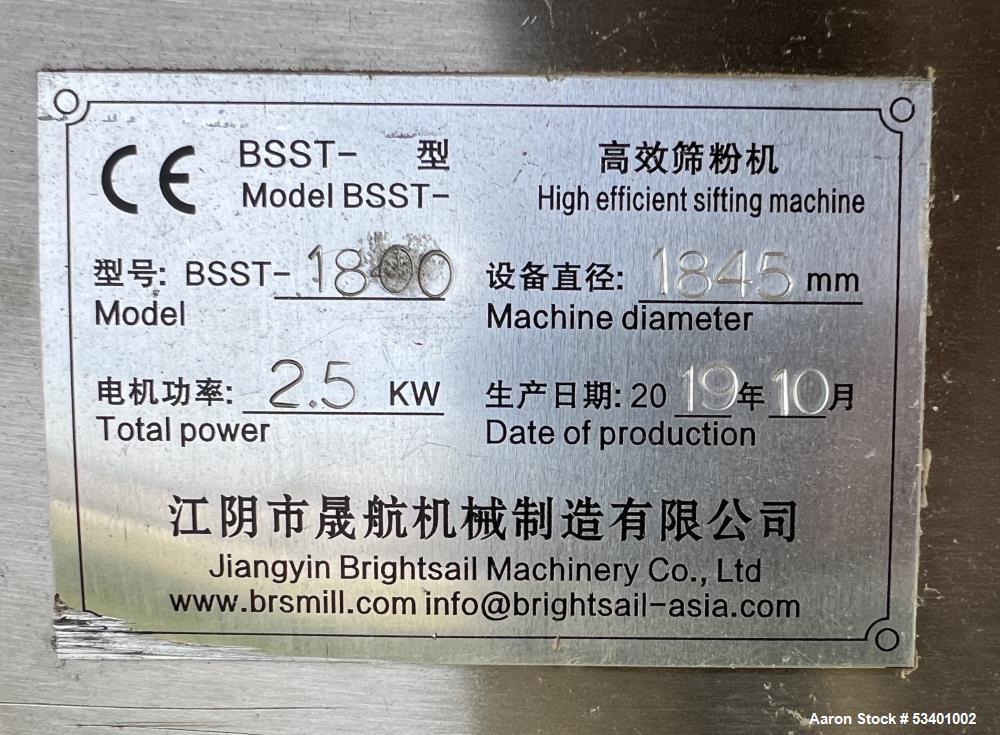 CE BSST- 型 高效筛粉机
Model BSST- High efficient sifting machine
型号: BSST- 1800 设备直径: 1845 mm
Model Machine diameter
电机功率: 2.5 KW 生产日期: 20 19 年 10 月
Total power Date of production
江阴市晟航机械制造有限公司
Jiangyin Brightsail Machinery Co., Ltd
www.brsmill.com info@brightsail-asia.com
Aaron Stock # 53401002